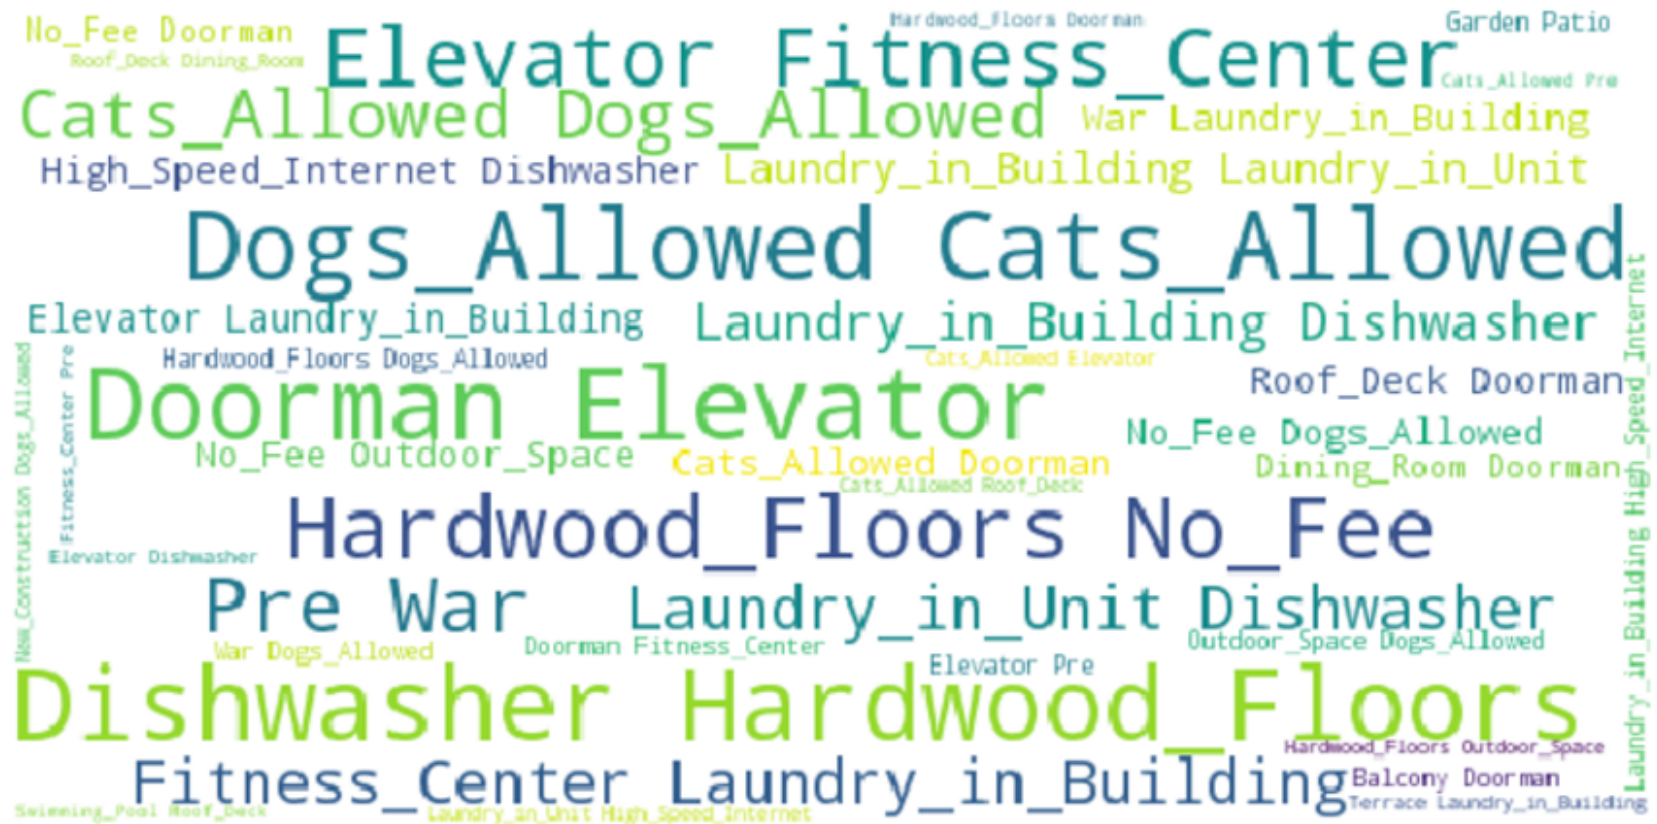 No_Fee Doorman
Hardwood_Floors Doorman
Garden Patio
Roof_Deck Dining_Room
Elevator Fitness_Center
Cats_Allowed Pre
Cats_Allowed Dogs_Allowed
War Laundry_in_Building
High_Speed_Internet Dishwasher
Laundry_in_Building Laundry_in_Unit
Dogs_Allowed Cats_Allowed
Elevator Laundry_in_Building
Laundry_in_Building Dishwasher
Hardwood_Floors Dogs_Allowed
Cats_Allowed Elevator
Doorman Elevator
Roof_Deck Doorman
No_Fee Dogs_Allowed
No_Fee Outdoor_Space
Cats_Allowed Doorman
Dining_Room Doorman
Cats_Allowed Roof_Deck
New_Construction Dogs_Allowed
Fitness_Center Pre
Laundry_in_Building High_Speed_Internet
Hardwood_Floors No_Fee
Elevator Dishwasher
Pre War
Laundry_in_Unit Dishwasher
War Dogs_Allowed
Doorman Fitness_Center
Outdoor_Space Dogs_Allowed
Elevator Pre
Dishwasher Hardwood_Floors
Hardwood_Floors Outdoor_Space
Fitness_Center Laundry_in_Building
Balcony Doorman
Terrace Laundry_in_Building
Swimming_Pool Roof_Deck
Laundry_in_Unit High_Speed_Internet